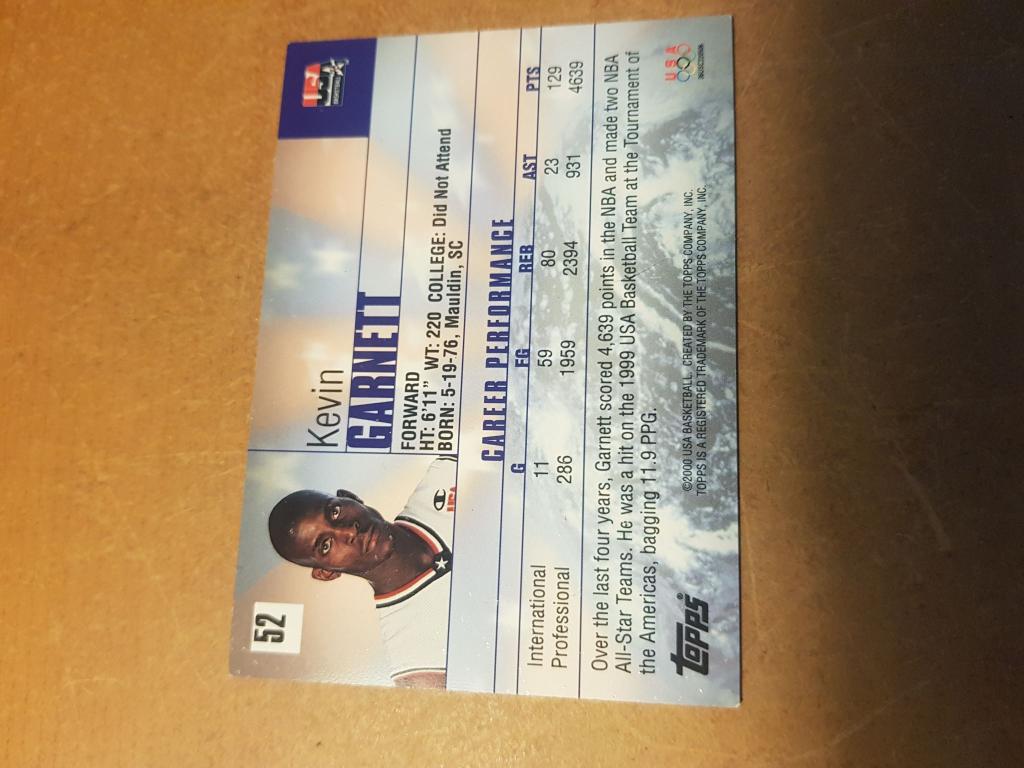 52
Kevin
GARNETT
FORWARD
HT: 6'11" WT: 220 COLLEGE: Did Not Attend
BORN: 5-19-76, Mauldin, SC
USA
CAREER PERFORMANCE
G FG REB AST PTS
International 11 59 80 23 129
Professional 286 1959 2394 931 4639
Over the last four years, Garnett scored 4,639 points in the NBA and made two NBA
All-Star Teams. He was a hit on the 1999 USA Basketball Team at the Tournament of
the Americas, bagging 11.9 PPG.
Topps®
©2000 USA BASKETBALL. CREATED BY THE TOPPS COMPANY, INC.
TOPPS IS A REGISTERED TRADEMARK OF THE TOPPS COMPANY, INC.
USA